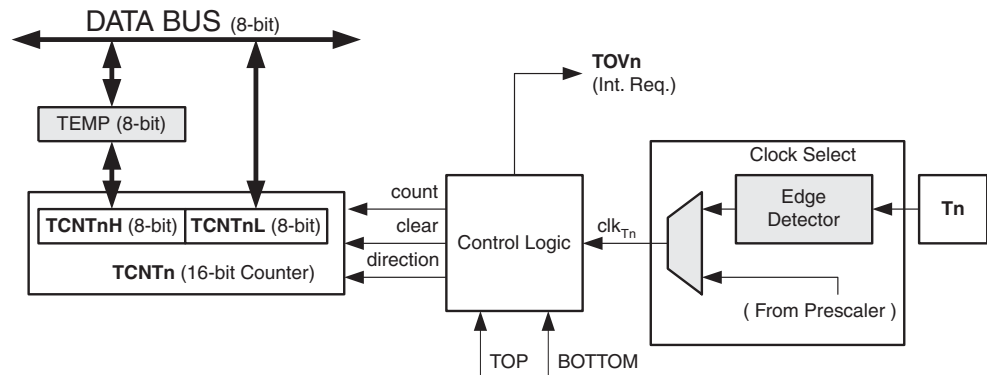 DATA BUS (8-bit)
TOVn
(Int. Req.)
TEMP (8-bit)
Clock Select
count
Edge
Detector
Tn
TCNTnH (8-bit)
TCNTnL (8-bit)
clear
Control Logic
clkTn
TCNTn (16-bit Counter)
direction
( From Prescaler )
TOP
BOTTOM